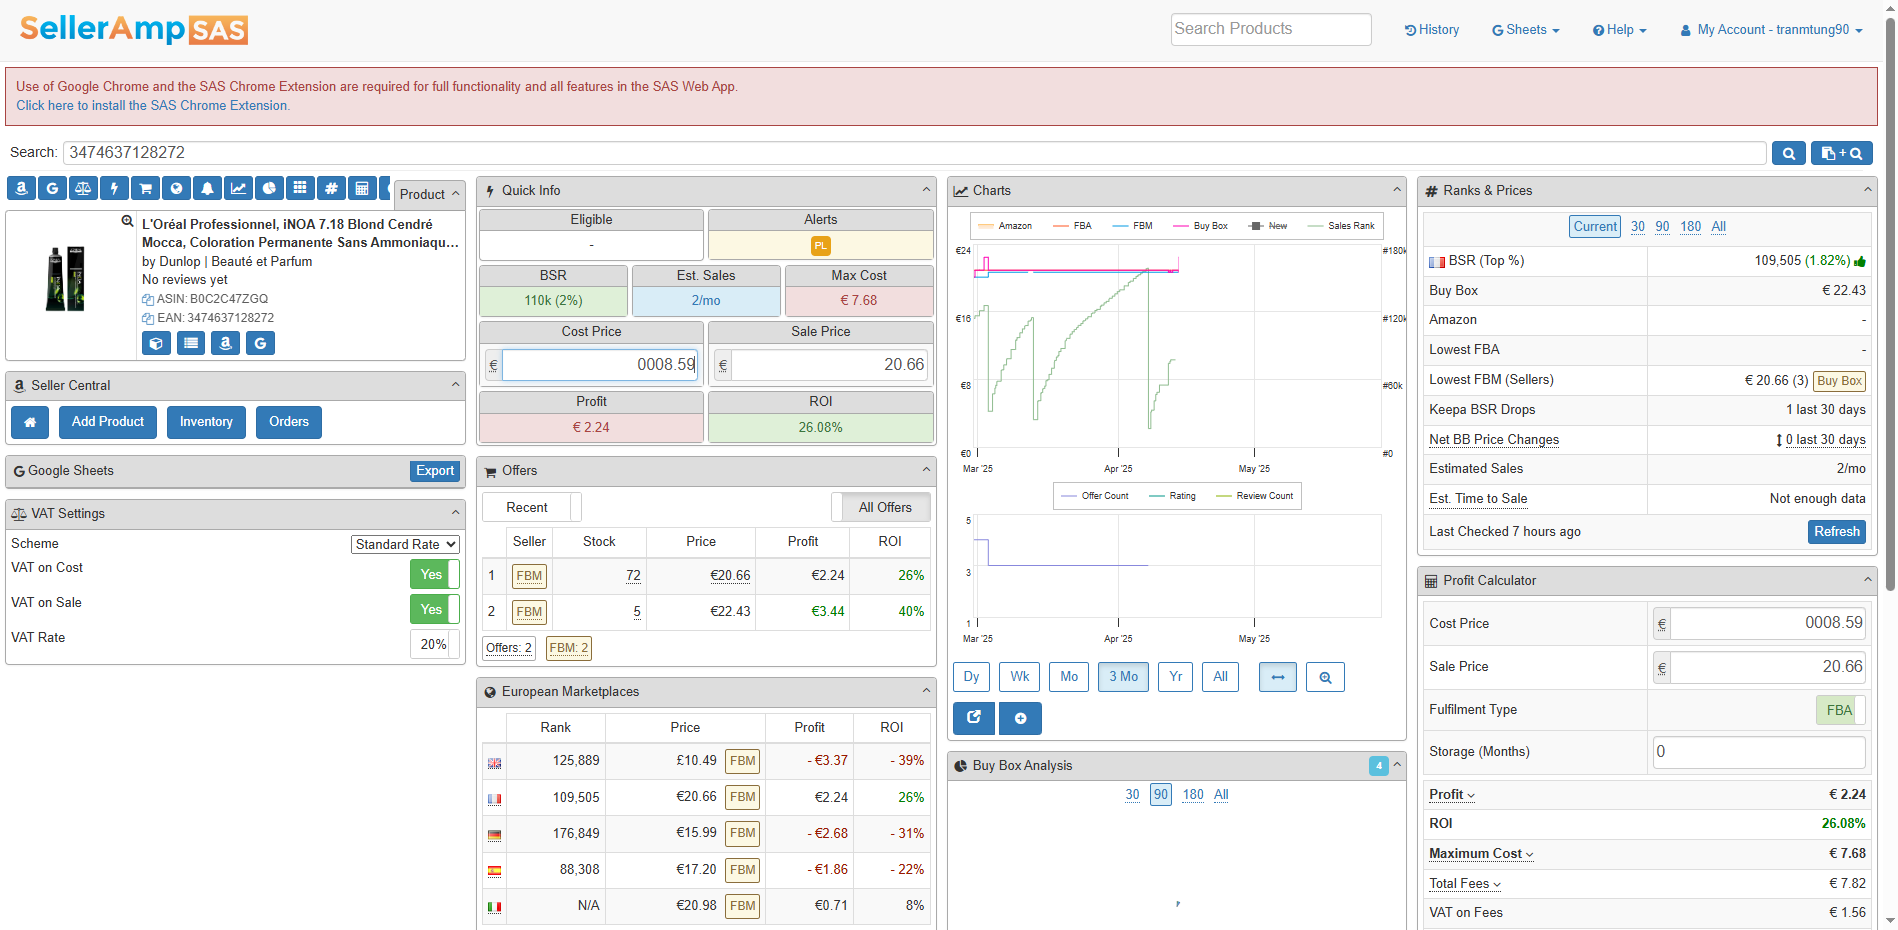 SellerAmp SAS
Search Products
History
Sheets
Help
My Account - tranmtung90
Use of Google Chrome and the SAS Chrome Extension are required for full functionality and all features in the SAS Web App.
Click here to install the SAS Chrome Extension.
Search: 3474637128272
Product
L'Oréal Professionnel, iNOA 7.18 Blond Cendré
Mocca, Coloration Permanente Sans Ammoniaqu...
by Dunlop | Beauté et Parfum
No reviews yet
ASIN: B0C2C47ZGQ
EAN: 3474637128272
Seller Central
Add Product Inventory Orders
Google Sheets Export
VAT Settings
Scheme Standard Rate
VAT on Cost Yes
VAT on Sale Yes
VAT Rate 20%
Quick Info
Eligible Alerts
- PL
BSR Est. Sales Max Cost
110k (2%) 2/mo € 7.68
Cost Price Sale Price
€ 0008.59 € 20.66
Profit ROI
€ 2.24 26.08%
Offers
Recent All Offers
Seller Stock Price Profit ROI
1 FBM 72 €20.66 €2.24 26%
2 FBM 5 €22.43 €3.44 40%
Offers: 2 FBM: 2
European Marketplaces
Rank Price Profit ROI
125,889 £10.49 FBM - €3.37 - 39%
109,505 €20.66 FBM €2.24 26%
176,849 €15.99 FBM - €2.68 - 31%
88,308 €17.20 FBM - €1.86 - 22%
N/A €20.98 FBM €0.71 8%
Charts
Amazon FBA FBM Buy Box New Sales Rank
€24 #180k
€16 #120k
€8 #60k
€0 #0
Mar '25 Apr '25 May '25
Offer Count Rating Review Count
5
3
1
Mar '25 Apr '25 May '25
Dy Wk Mo 3 Mo Yr All
Buy Box Analysis 4
30 90 180 All
Ranks & Prices
Current 30 90 180 All
BSR (Top %) 109,505 (1.82%)
Buy Box € 22.43
Amazon -
Lowest FBA -
Lowest FBM (Sellers) € 20.66 (3) Buy Box
Keepa BSR Drops 1 last 30 days
Net BB Price Changes 0 last 30 days
Estimated Sales 2/mo
Est. Time to Sale Not enough data
Last Checked 7 hours ago Refresh
Profit Calculator
Cost Price € 0008.59
Sale Price € 20.66
Fulfilment Type FBA
Storage (Months) 0
Profit € 2.24
ROI 26.08%
Maximum Cost € 7.68
Total Fees € 7.82
VAT on Fees € 1.56